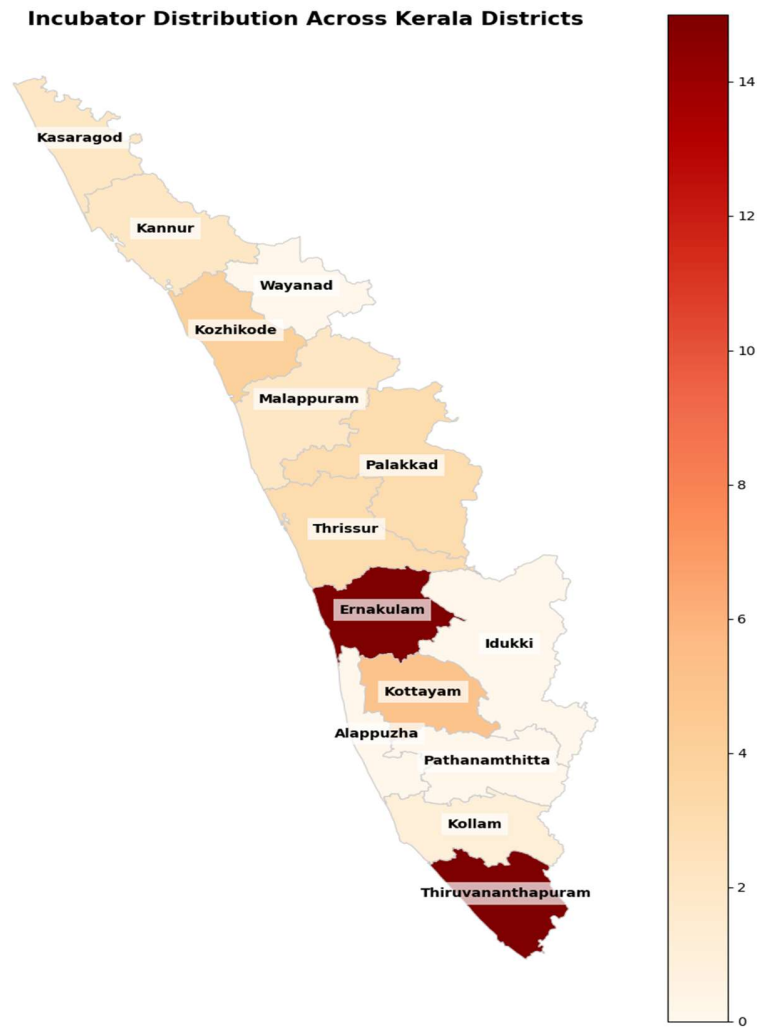 Incubator Distribution Across Kerala Districts
14
12
10
8
6
4
2
0
Kasaragod
Kannur
Wayanad
Kozhikode
Malappuram
Palakkad
Thrissur
Ernakulam
Idukki
Kottayam
Alappuzha
Pathanamthitta
Kollam
Thiruvananthapuram